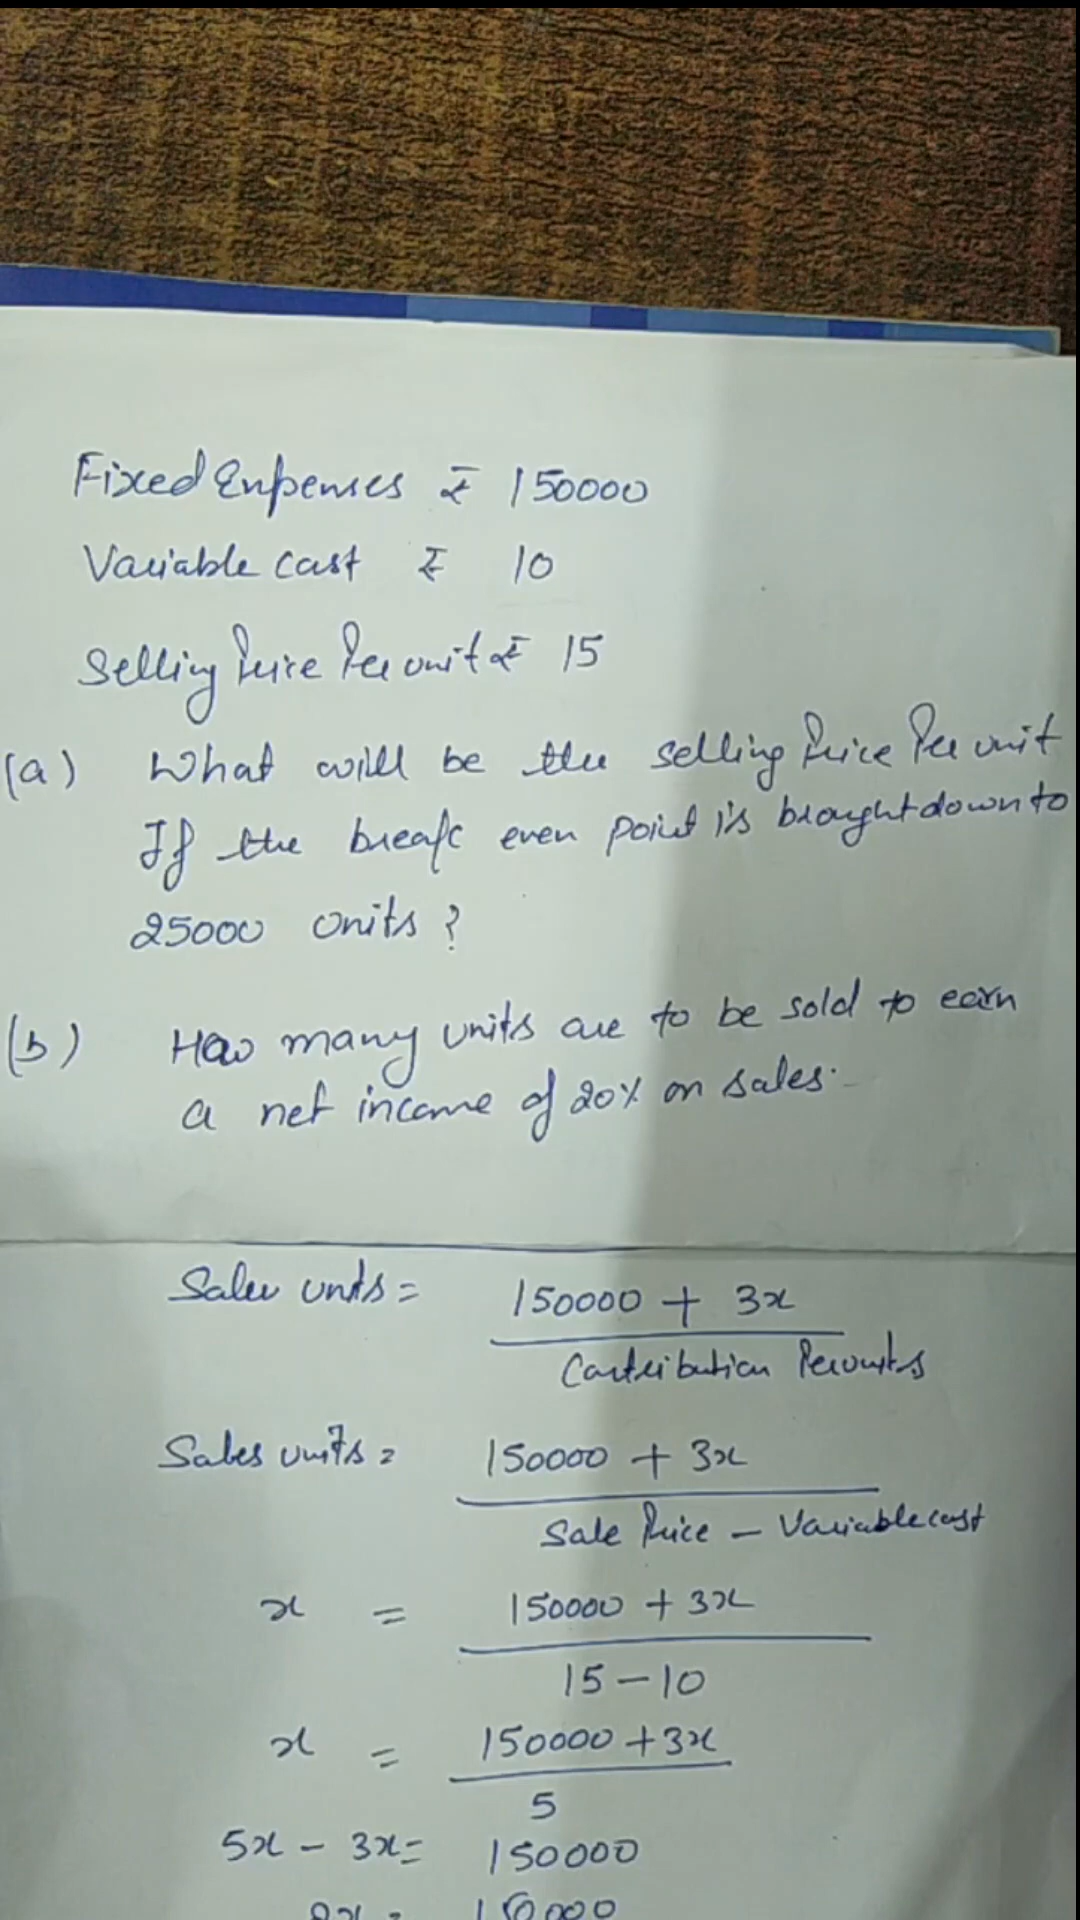 Fixed Expenses ₹ 150000
Variable cost ₹ 10
Selling Price Per unit ₹ 15
(a) What will be the selling Price Per unit
If the break even point is brought down to
25000 units ?
(b) How many units are to be sold to earn
a net income of 20% on sales.
Sales units = 150000 + 3x
Contribution Per units
Sales units = 150000 + 3x
Sale Price - Variable cost
x = 150000 + 3x
15 - 10
x = 150000 + 3x
5
5x - 3x = 150000
2x = 150000